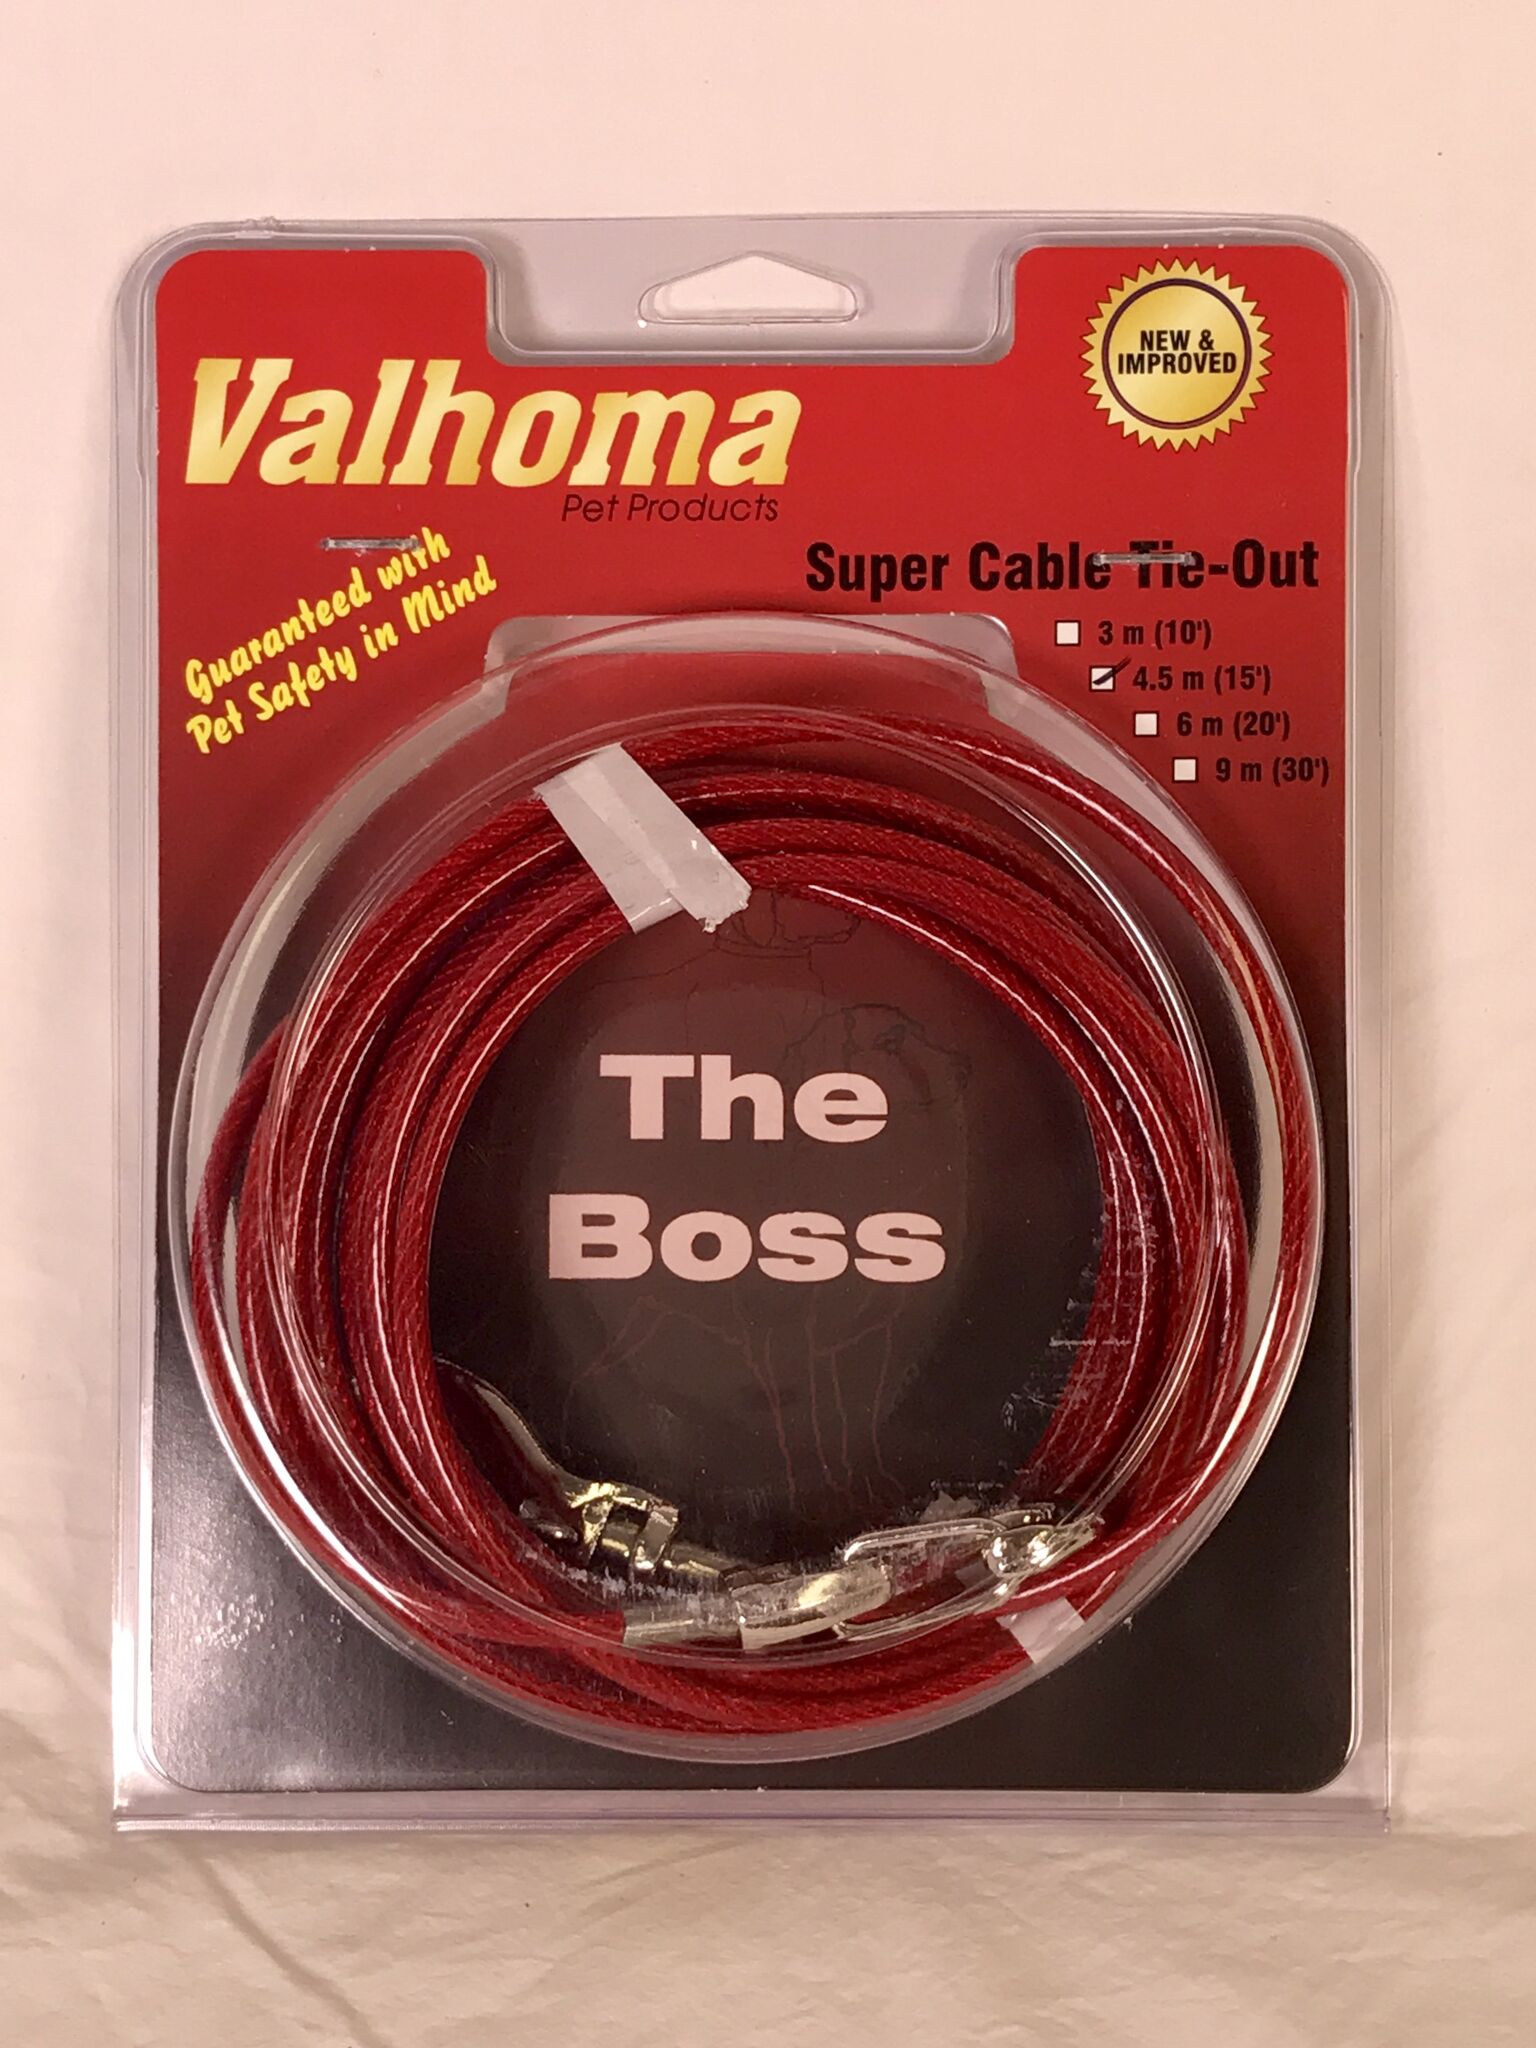 Valhoma
Pet Products
NEW &
IMPROVED
Guaranteed with
Pet Safety in Mind
Super Cable Tie-Out
3 m (10')
4.5 m (15')
6 m (20')
9 m (30')
The
Boss